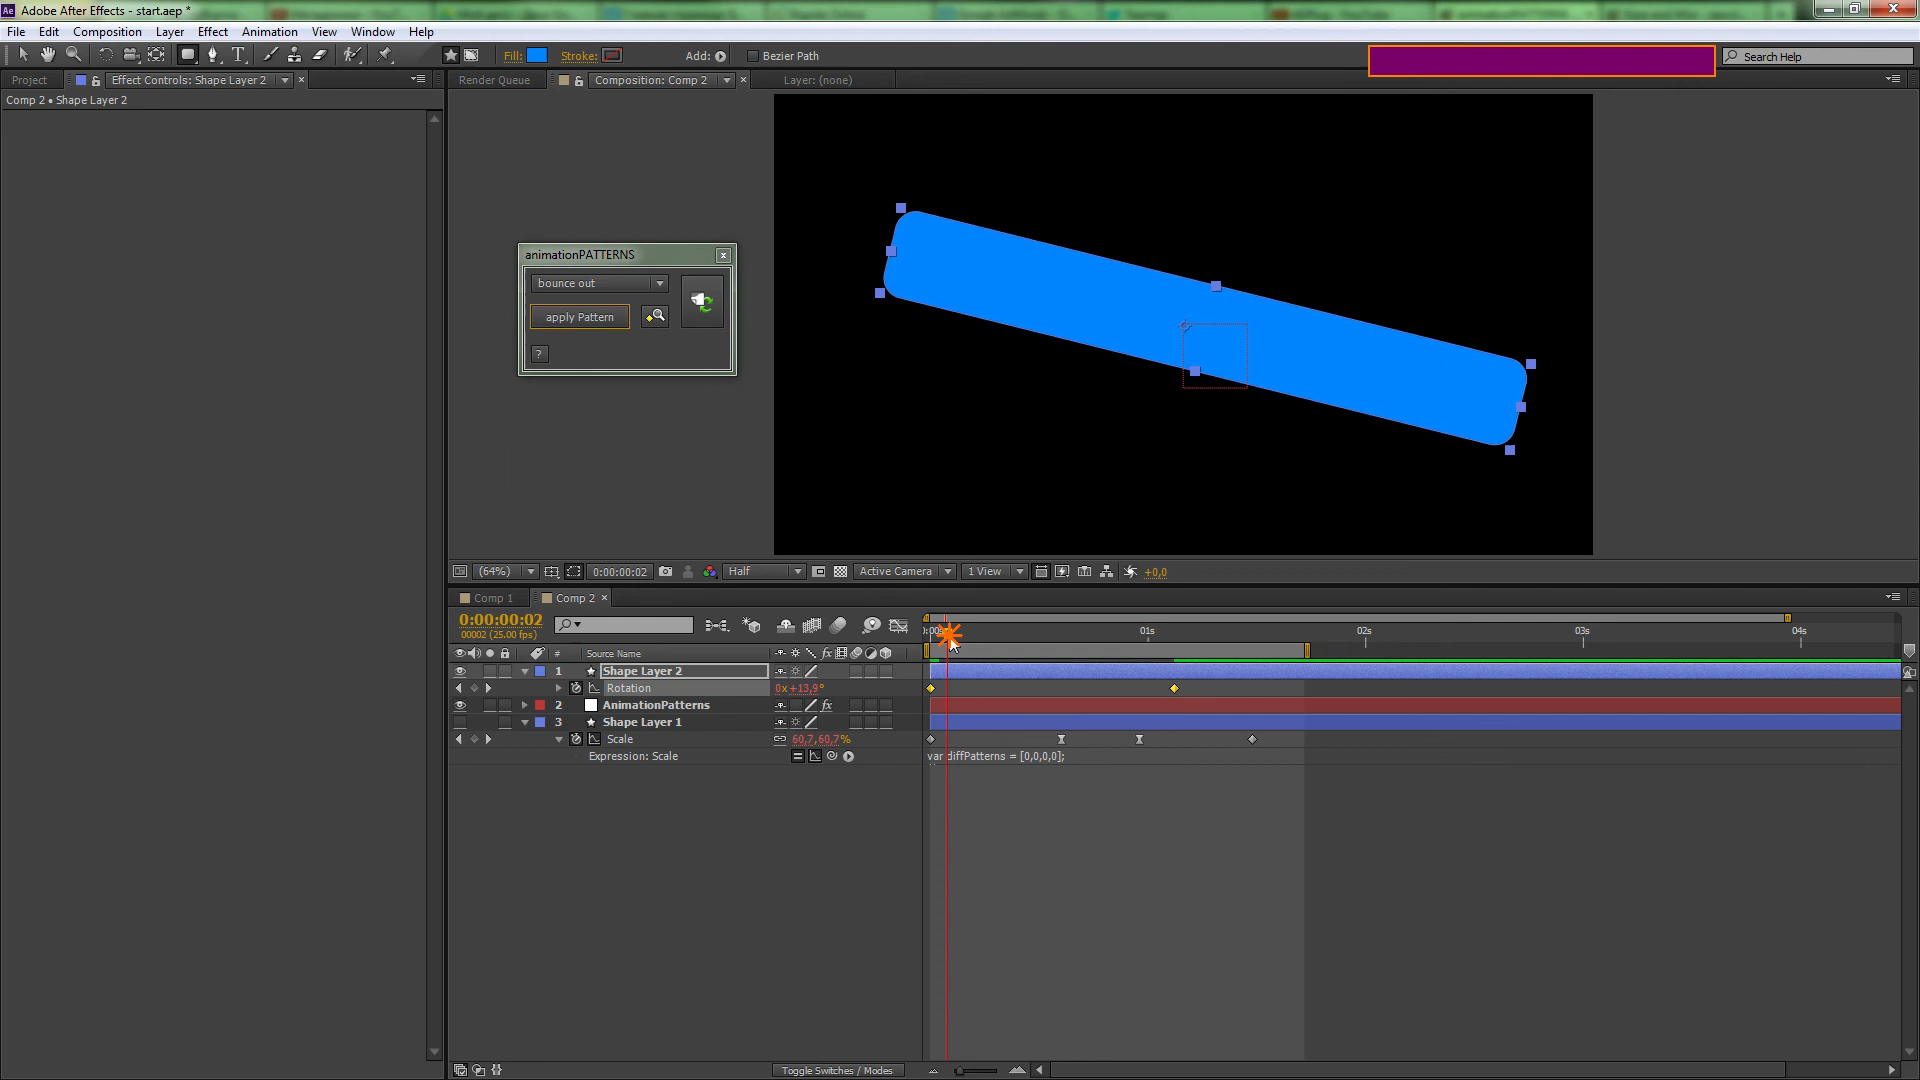 Adobe After Effects - start.aep *
File Edit Composition Layer Effect Animation View Window Help
Fill: Stroke: Add: Bezier Path
Search Help
Project Effect Controls: Shape Layer 2
Render Queue Composition: Comp 2 Layer: (none)
Comp 2 • Shape Layer 2
animationPATTERNS
bounce out
apply Pattern
?
(64%) 0:00:00:02 Half Active Camera 1 View +0,0
Comp 1 Comp 2
0:00:00:02
00002 (25.00 fps)
01s 02s 03s 04s
# Source Name
1 Shape Layer 2
Rotation 0x+13,9°
2 AnimationPatterns fx
3 Shape Layer 1
Scale 60,7,60,7%
Expression: Scale var diffPatterns = [0,0,0,0];
Toggle Switches / Modes